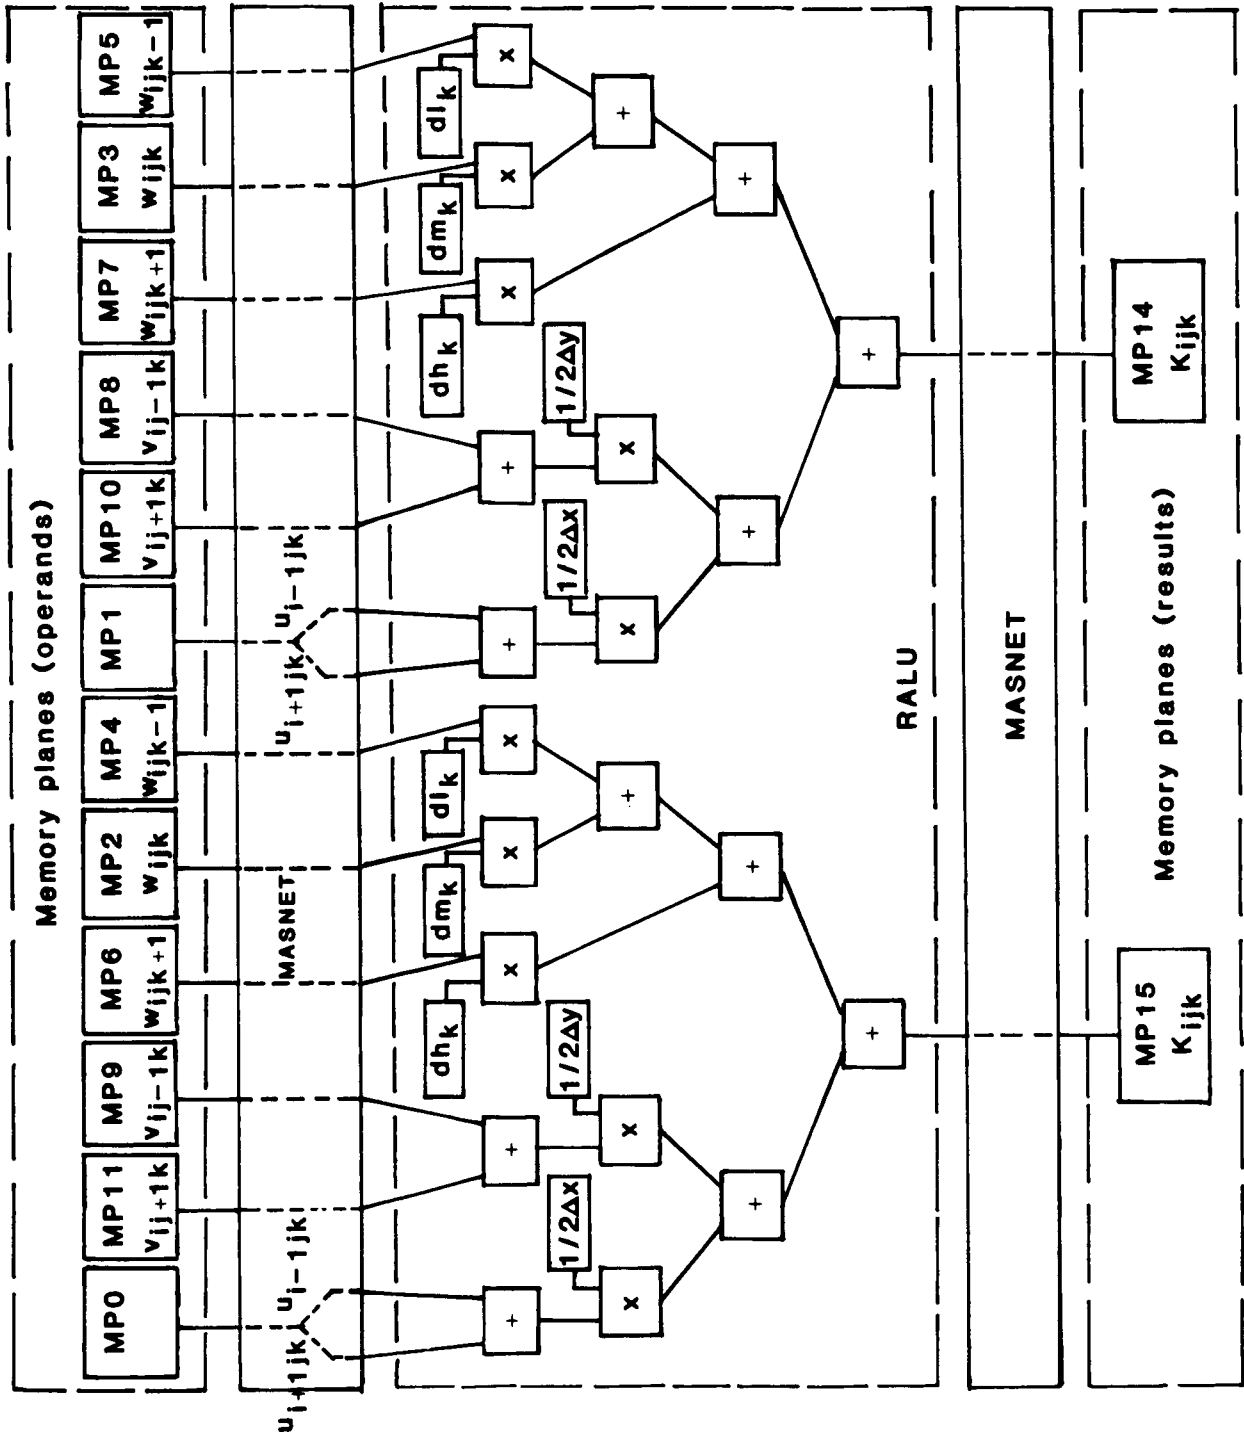 Memory planes (operands)
MP0
MP11
v_ij+1k
MP9
v_ij-1k
MP6
w_ijk+1
MP2
w_ijk
MP4
w_ijk-1
MP1
MP10
v_ij+1k
MP8
v_ij-1k
MP7
w_ijk+1
MP3
w_ijk
MP5
w_ijk-1
u_i+1jk
u_i-1jk
MASNET
u_i+1jk
u_i-1jk
dh_k
dm_k
dl_k
dh_k
dm_k
dl_k
+
+
x
x
x
+
+
x
x
x
1/2Δx
1/2Δy
1/2Δx
1/2Δy
x
x
+
x
x
+
+
+
+
+
+
+
RALU
MASNET
MP15
K_ijk
MP14
K_ijk
Memory planes (results)